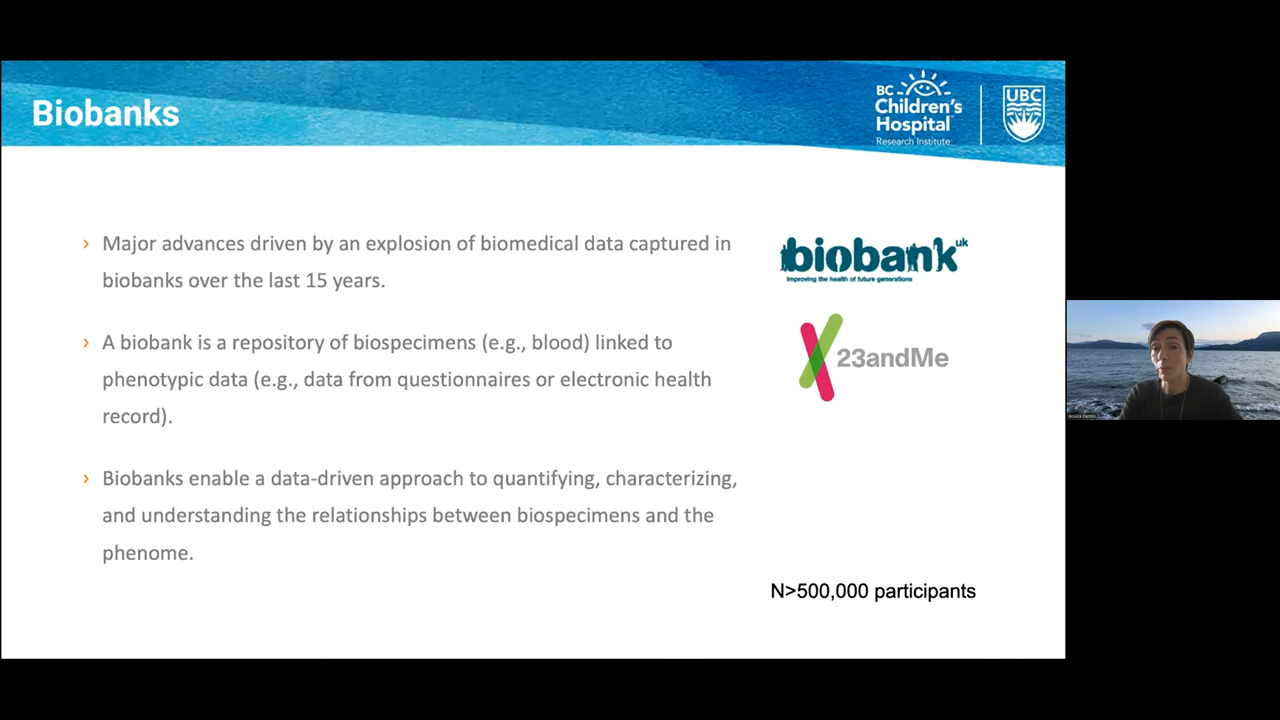 Biobanks
BC
Children's
Hospital
Research Institute
UBC
› Major advances driven by an explosion of biomedical data captured in
biobanks over the last 15 years.
› A biobank is a repository of biospecimens (e.g., blood) linked to
phenotypic data (e.g., data from questionnaires or electronic health
record).
› Biobanks enable a data-driven approach to quantifying, characterizing,
and understanding the relationships between biospecimens and the
phenome.
biobank uk
Improving the health of future generations
23andMe
N>500,000 participants
Jessica Dennis